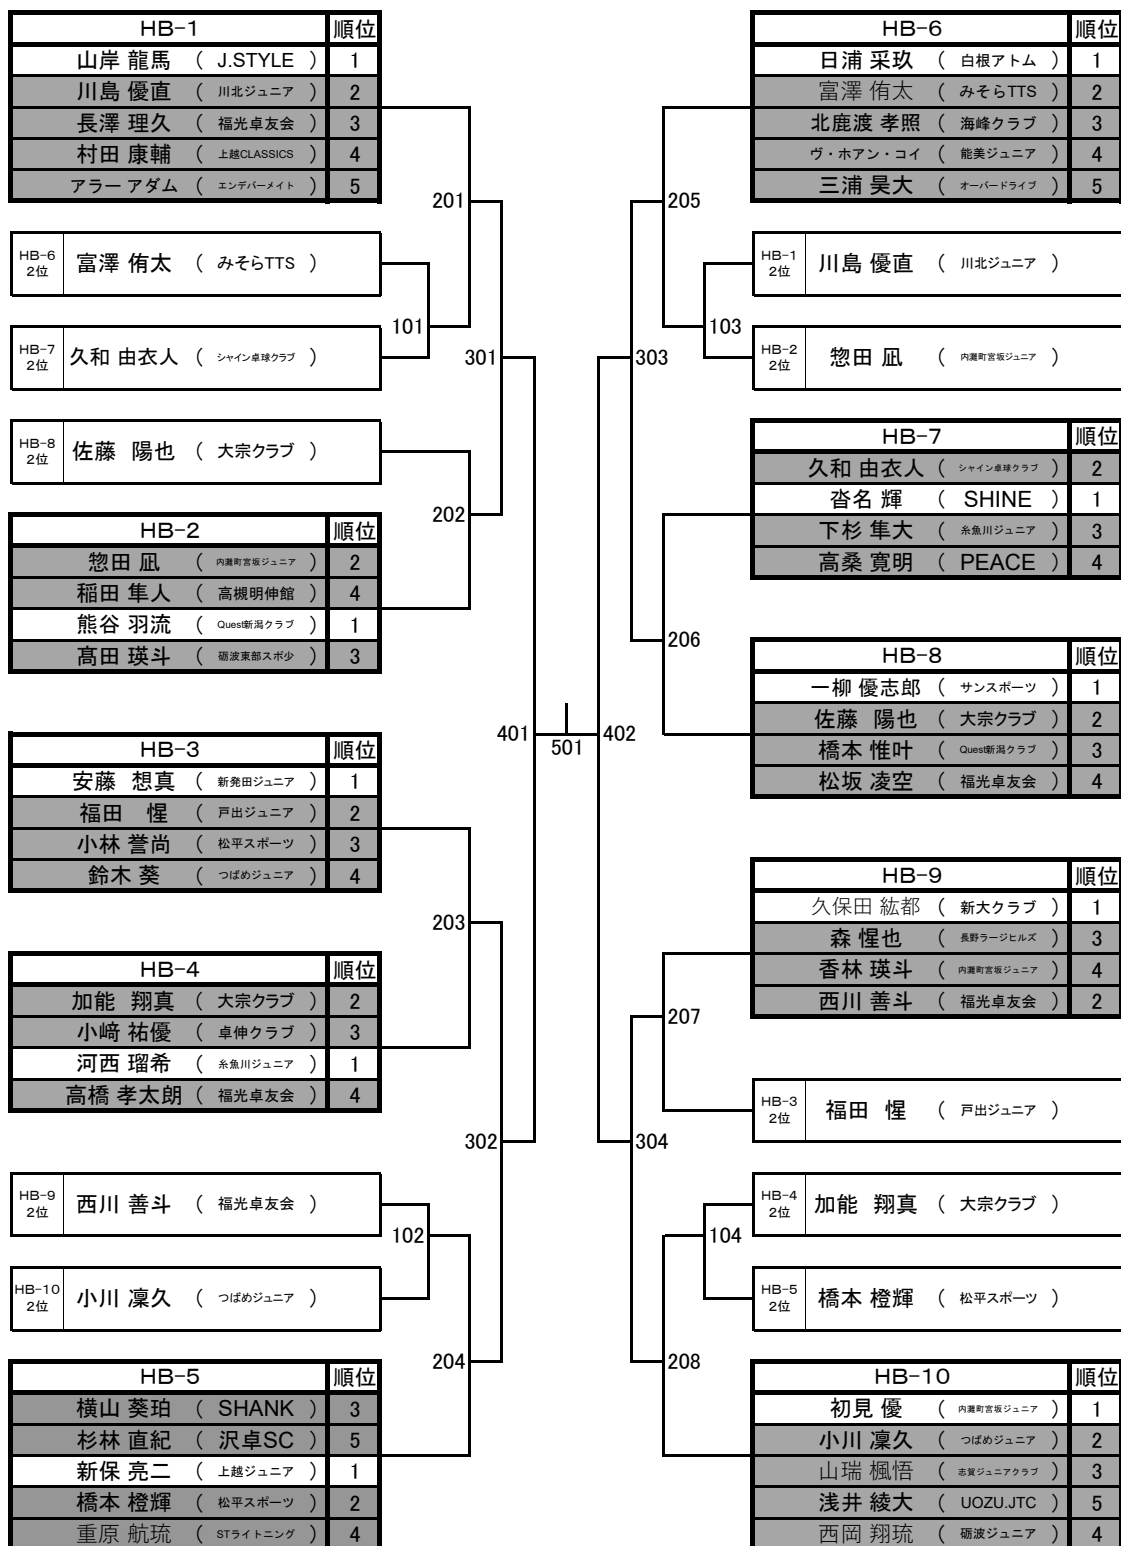 HB-1 順位
山岸 龍馬 ( J.STYLE ) 1
川島 優直 ( 川北ジュニア ) 2
長澤 理久 ( 福光卓友会 ) 3
村田 康輔 ( 上越CLASSICS ) 4
アラー アダム ( エンデバーメイト ) 5
201
HB-6 2位 富澤 侑太 ( みそらTTS )
101
HB-7 2位 久和 由衣人 ( シャイン卓球クラブ )
301
HB-8 2位 佐藤 陽也 ( 大宗クラブ )
202
HB-2 順位
惣田 凪 ( 内灘町宮坂ジュニア ) 2
稲田 隼人 ( 高槻明伸館 ) 4
熊谷 羽流 ( Quest新潟クラブ ) 1
髙田 瑛斗 ( 砺波東部スポ少 ) 3
401
501
402
HB-3 順位
安藤 想真 ( 新発田ジュニア ) 1
福田 惺 ( 戸出ジュニア ) 2
小林 誉尚 ( 松平スポーツ ) 3
鈴木 葵 ( つばめジュニア ) 4
203
HB-4 順位
加能 翔真 ( 大宗クラブ ) 2
小﨑 祐優 ( 卓伸クラブ ) 3
河西 瑠希 ( 糸魚川ジュニア ) 1
高橋 孝太朗 ( 福光卓友会 ) 4
302
HB-9 2位 西川 善斗 ( 福光卓友会 )
102
HB-10 2位 小川 凜久 ( つばめジュニア )
204
HB-5 順位
横山 葵珀 ( SHANK ) 3
杉林 直紀 ( 沢卓SC ) 5
新保 亮二 ( 上越ジュニア ) 1
橋本 橙輝 ( 松平スポーツ ) 2
重原 航琉 ( STライトニング ) 4
HB-6 順位
日浦 采玖 ( 白根アトム ) 1
富澤 侑太 ( みそらTTS ) 2
北鹿渡 孝照 ( 海峰クラブ ) 3
ヴ・ホアン・コイ ( 能美ジュニア ) 4
三浦 昊大 ( オーバードライブ ) 5
205
HB-1 2位 川島 優直 ( 川北ジュニア )
103
HB-2 2位 惣田 凪 ( 内灘町宮坂ジュニア )
303
HB-7 順位
久和 由衣人 ( シャイン卓球クラブ ) 2
沓名 輝 ( SHINE ) 1
下杉 隼大 ( 糸魚川ジュニア ) 3
高桑 寛明 ( PEACE ) 4
206
HB-8 順位
一柳 優志郎 ( サンスポーツ ) 1
佐藤 陽也 ( 大宗クラブ ) 2
橋本 惟叶 ( Quest新潟クラブ ) 3
松坂 凌空 ( 福光卓友会 ) 4
HB-9 順位
久保田 紘都 ( 新大クラブ ) 1
森 惺也 ( 長野ラージヒルズ ) 3
香林 瑛斗 ( 内灘町宮坂ジュニア ) 4
西川 善斗 ( 福光卓友会 ) 2
207
HB-3 2位 福田 惺 ( 戸出ジュニア )
304
HB-4 2位 加能 翔真 ( 大宗クラブ )
104
HB-5 2位 橋本 橙輝 ( 松平スポーツ )
208
HB-10 順位
初見 優 ( 内灘町宮坂ジュニア ) 1
小川 凜久 ( つばめジュニア ) 2
山瑞 楓悟 ( 志賀ジュニアクラブ ) 3
浅井 綾大 ( UOZU.JTC ) 5
西岡 翔琉 ( 砺波ジュニア ) 4